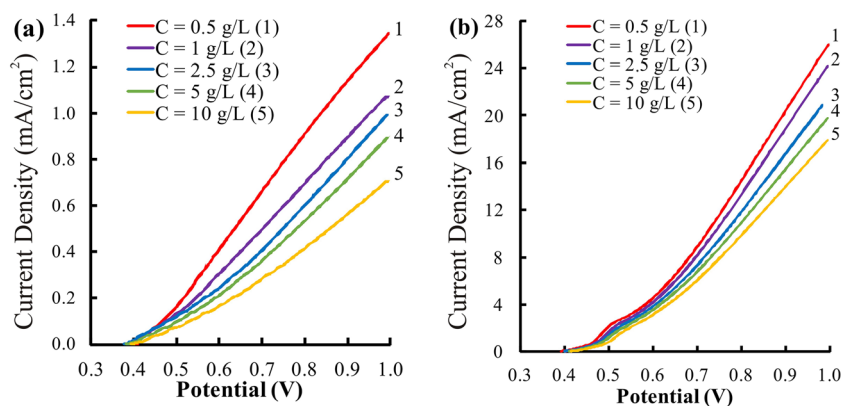 (a)
C = 0.5 g/L (1)
C = 1 g/L (2)
C = 2.5 g/L (3)
C = 5 g/L (4)
C = 10 g/L (5)
Current Density (mA/cm²)
1.4
1.2
1.0
0.8
0.6
0.4
0.2
0.0
1
2
3
4
5
0.3 0.4 0.5 0.6 0.7 0.8 0.9 1.0
Potential (V)
(b)
C = 0.5 g/L (1)
C = 1 g/L (2)
C = 2.5 g/L (3)
C = 5 g/L (4)
C = 10 g/L (5)
Current Density (mA/cm²)
28
24
20
16
12
8
4
0
1
2
3
4
5
0.3 0.4 0.5 0.6 0.7 0.8 0.9 1.0
Potential (V)